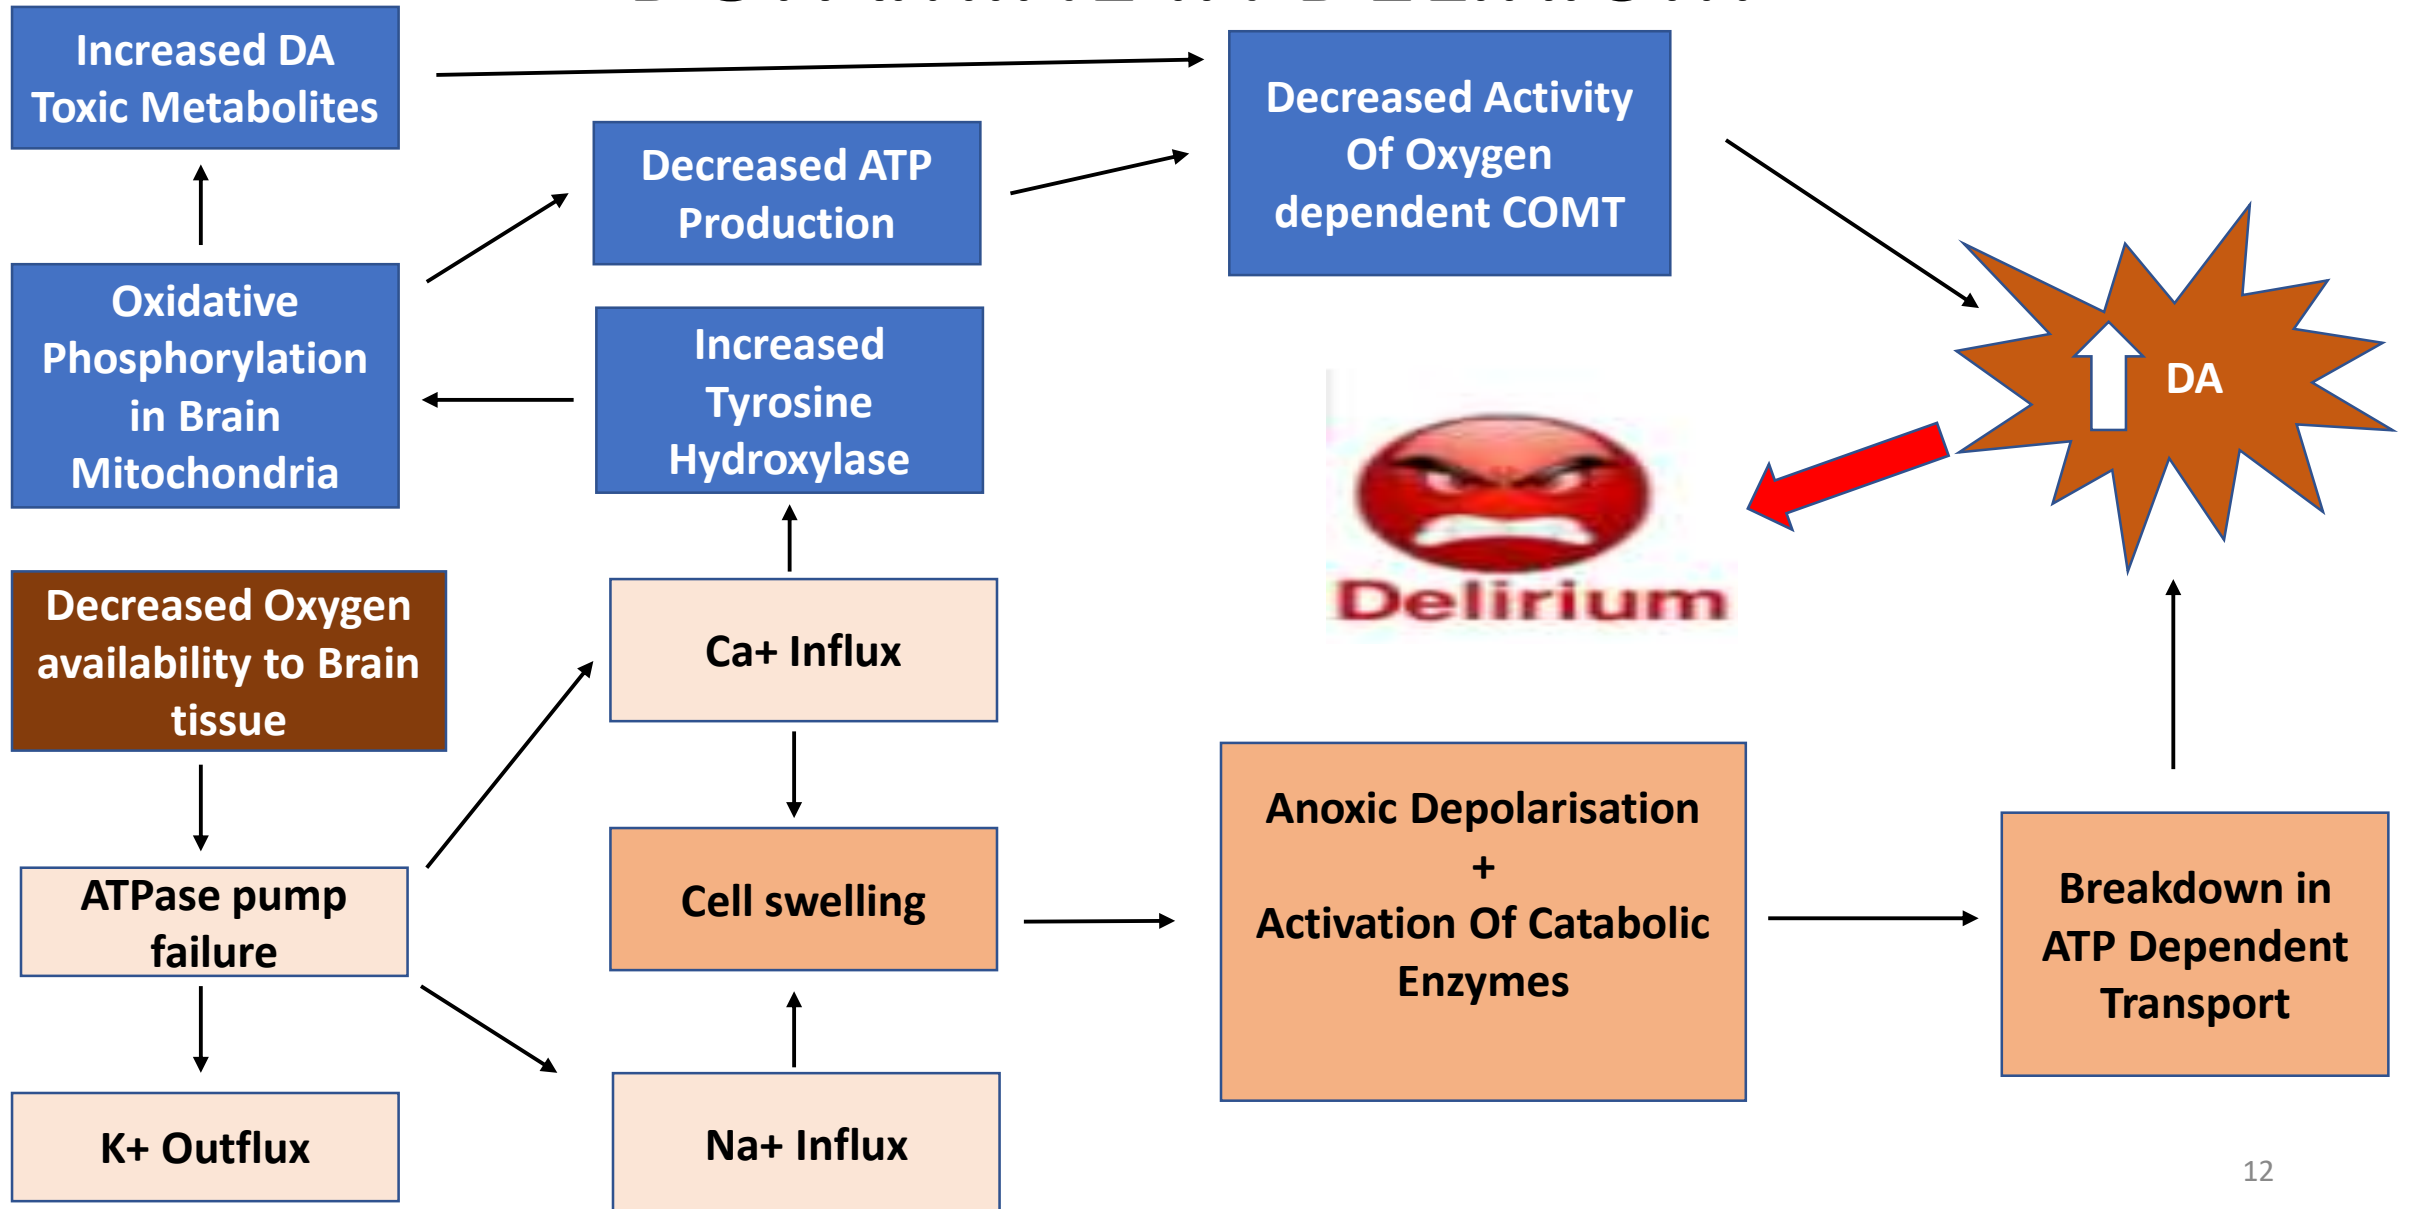 Increased DA
Toxic Metabolites
Decreased ATP
Production
Decreased Activity
Of Oxygen
dependent COMT
Oxidative
Phosphorylation
in Brain
Mitochondria
Increased
Tyrosine
Hydroxylase
DA
Delirium
Decreased Oxygen
availability to Brain
tissue
Ca+ Influx
ATPase pump
failure
Cell swelling
Anoxic Depolarisation
+
Activation Of Catabolic
Enzymes
Breakdown in
ATP Dependent
Transport
K+ Outflux
Na+ Influx
12